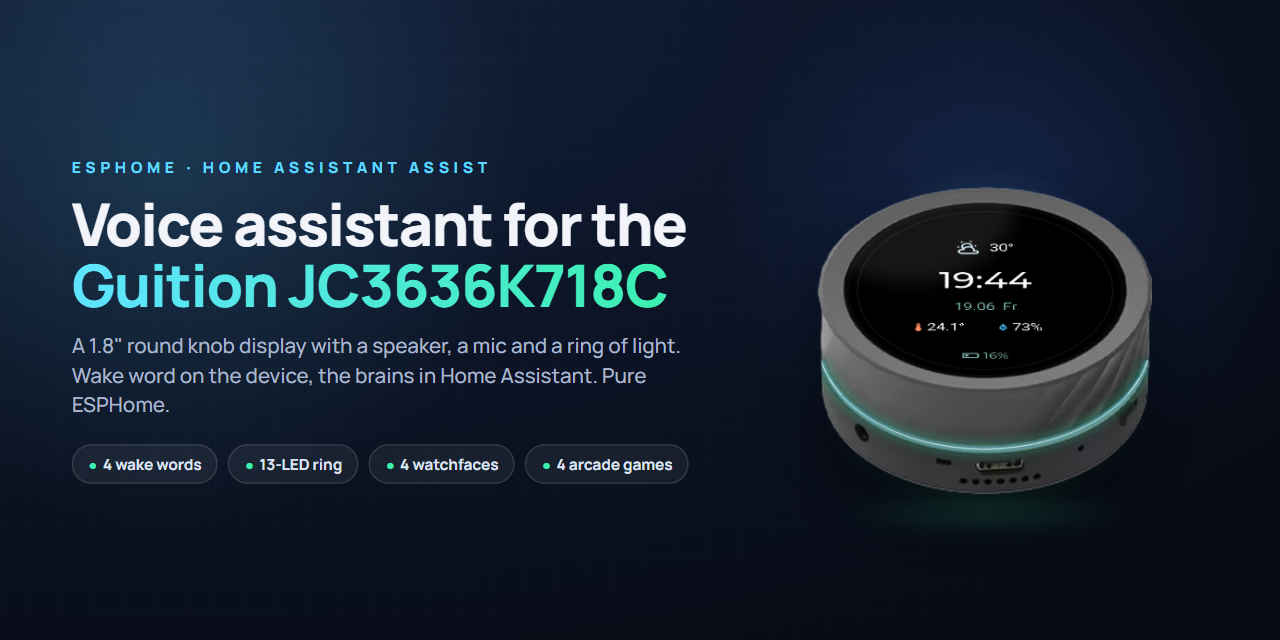 ESPHOME · HOME ASSISTANT ASSIST
Voice assistant for the
Guition JC3636K718C
A 1.8" round knob display with a speaker, a mic and a ring of light.
Wake word on the device, the brains in Home Assistant. Pure
ESPHome.
4 wake words
13-LED ring
4 watchfaces
4 arcade games
30°
19:44
19.06 Fr
24.1° 73%
16%